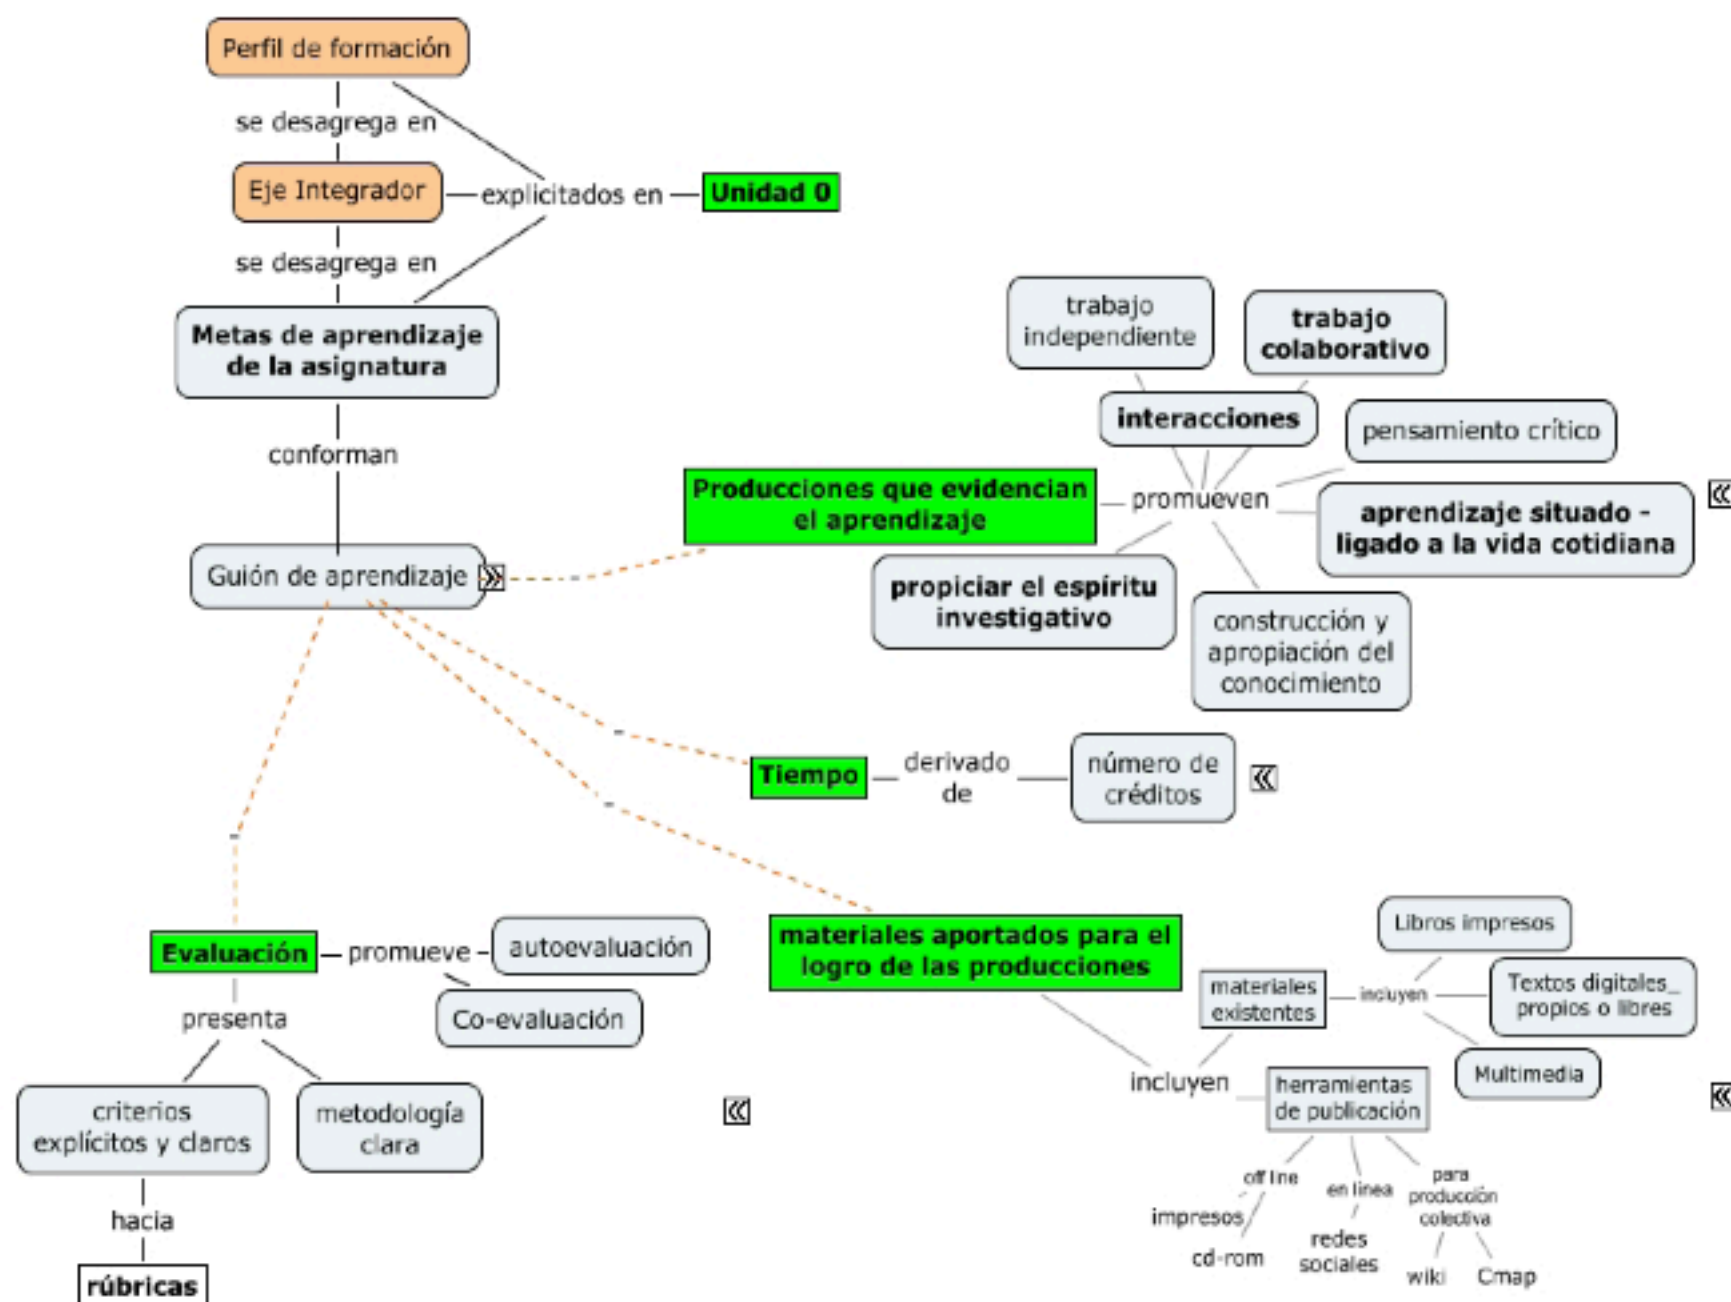 Perfil de formación
se desagrega en
Eje Integrador
explicitados en
Unidad 0
se desagrega en
Metas de aprendizaje
de la asignatura
conforman
Guión de aprendizaje
Producciones que evidencian
el aprendizaje
promueven
trabajo
independiente
trabajo
colaborativo
interacciones
pensamiento crítico
aprendizaje situado -
ligado a la vida cotidiana
propiciar el espíritu
investigativo
construcción y
apropiación del
conocimiento
Tiempo
derivado
de
número de
créditos
Evaluación
promueve
autoevaluación
Co-evaluación
presenta
criterios
explícitos y claros
metodología
clara
hacia
rúbricas
materiales aportados para el
logro de las producciones
incluyen
materiales
existentes
incluyen
Libros impresos
Textos digitales_
propios o libres
Multimedia
herramientas
de publicación
off line
impresos
cd-rom
en linea
redes
sociales
para
producción
colectiva
wiki
Cmap